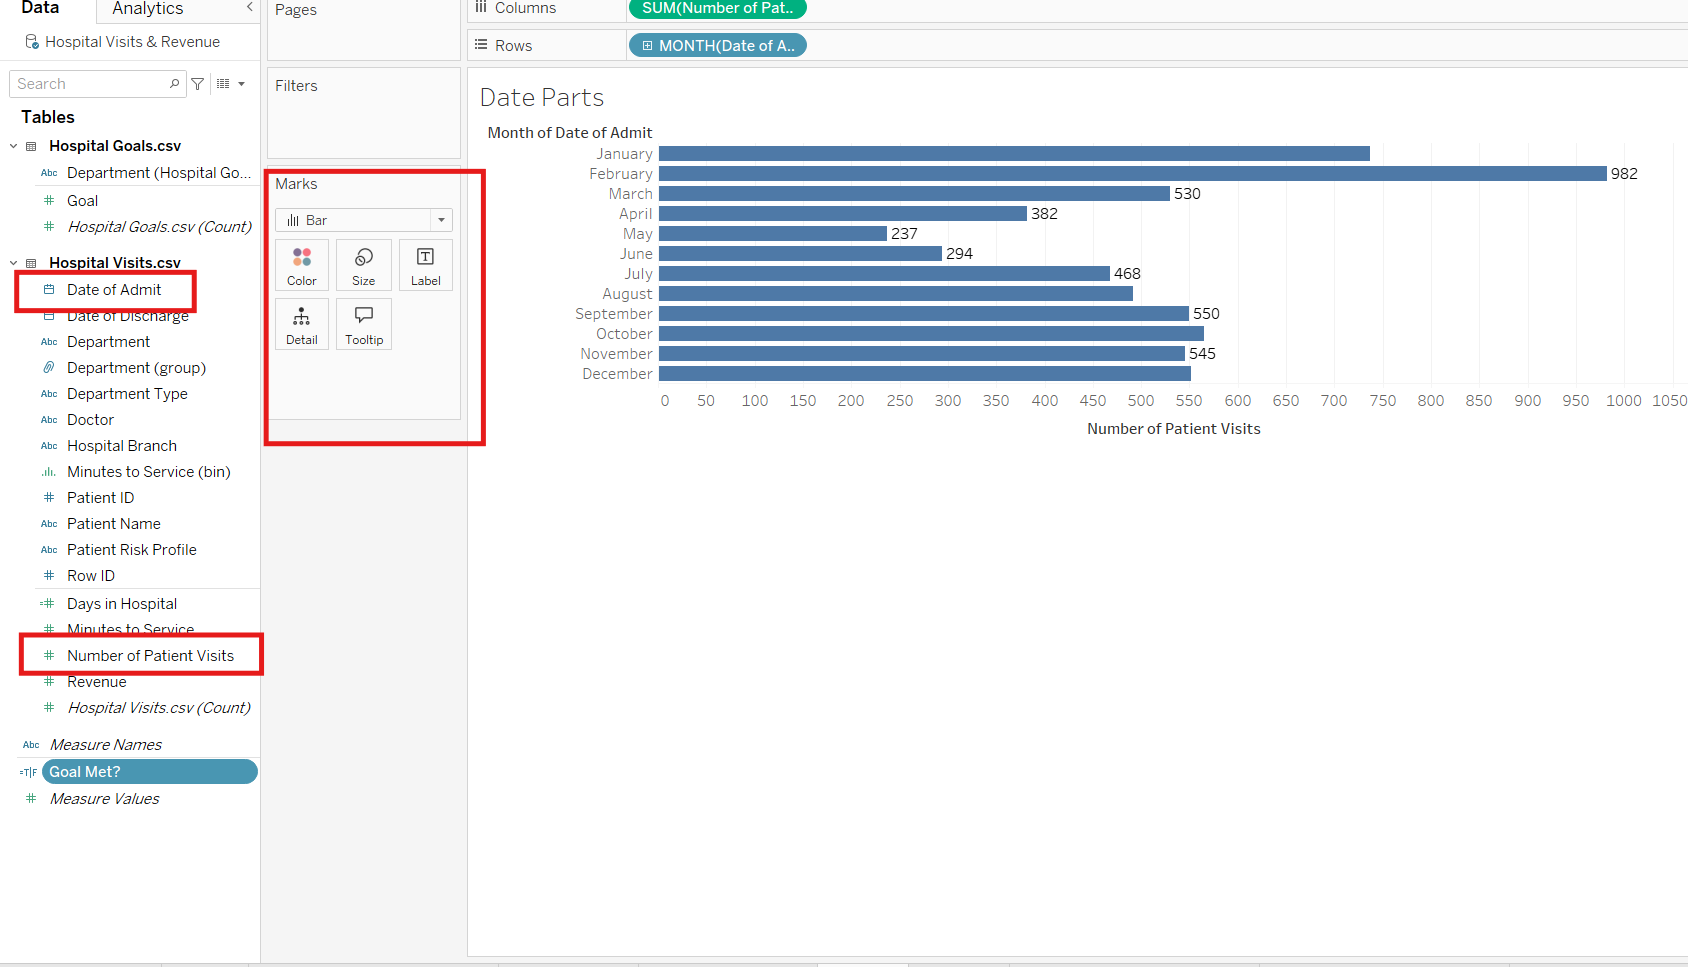 Data
Analytics
Hospital Visits & Revenue
Search
Tables
Hospital Goals.csv
Abc Department (Hospital Go...
# Goal
# Hospital Goals.csv (Count)
Hospital Visits.csv
Date of Admit
Date of Discharge
Abc Department
Department (group)
Abc Department Type
Abc Doctor
Abc Hospital Branch
Minutes to Service (bin)
# Patient ID
Abc Patient Name
Abc Patient Risk Profile
# Row ID
=# Days in Hospital
# Minutes to Service
# Number of Patient Visits
# Revenue
# Hospital Visits.csv (Count)
Abc Measure Names
=T|F Goal Met?
# Measure Values
Pages
Filters
Marks
Bar
Color
Size
T Label
Detail
Tooltip
Columns
SUM(Number of Pat..
Rows
MONTH(Date of A..
Date Parts
Month of Date of Admit
January
February 982
March 530
April 382
May 237
June 294
July 468
August
September 550
October
November 545
December
0 50 100 150 200 250 300 350 400 450 500 550 600 650 700 750 800 850 900 950 1000 1050
Number of Patient Visits